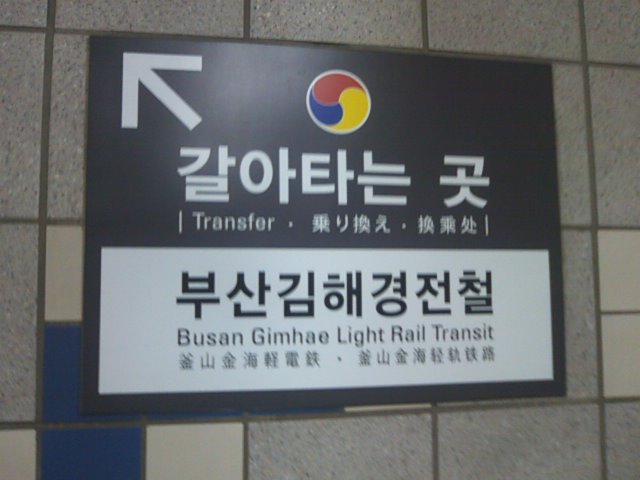 갈아타는 곳
| Transfer · 乗り換え · 換乘处 |
부산김해경전철
Busan Gimhae Light Rail Transit
釜山金海軽電鉄 · 釜山金海轻轨铁路